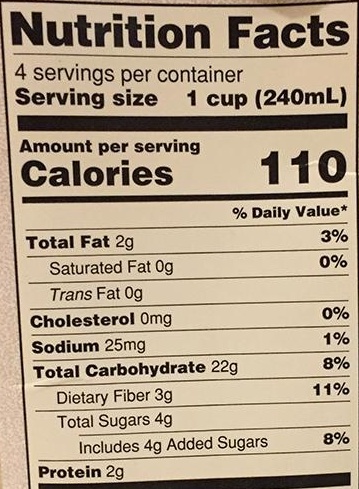 Nutrition Facts
4 servings per container
Serving size 1 cup (240mL)
Amount per serving
Calories 110
% Daily Value*
Total Fat 2g 3%
Saturated Fat 0g 0%
Trans Fat 0g
Cholesterol 0mg 0%
Sodium 25mg 1%
Total Carbohydrate 22g 8%
Dietary Fiber 3g 11%
Total Sugars 4g
Includes 4g Added Sugars 8%
Protein 2g